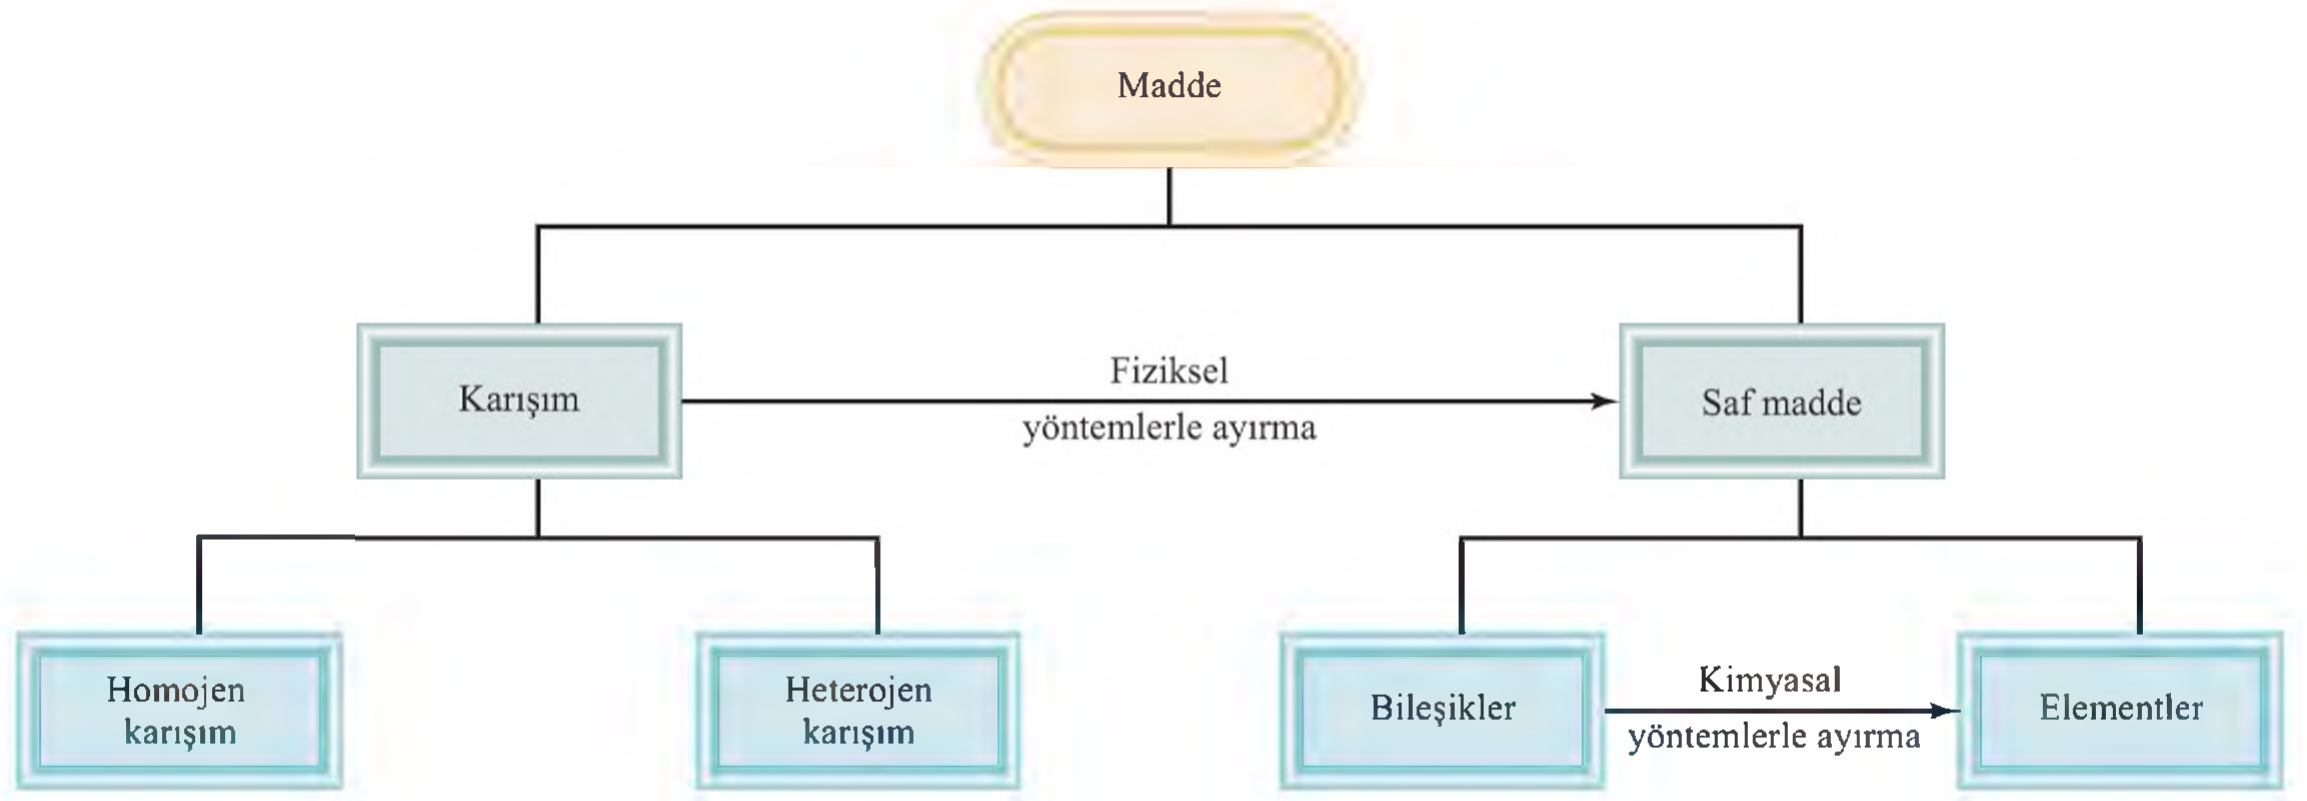 Madde
Karışım
Fiziksel
yöntemlerle ayırma
Saf madde
Homojen
karışım
Heterojen
karışım
Bileşikler
Kimyasal
yöntemlerle ayırma
Elementler